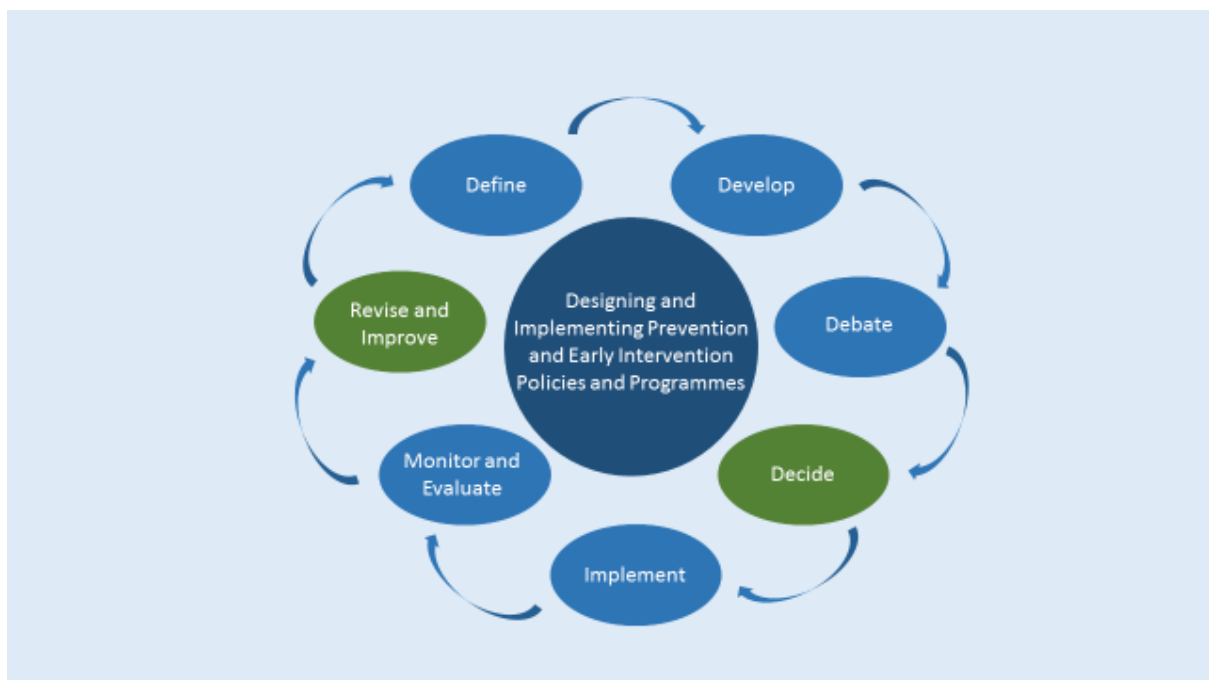 Define
Develop
Designing and
Implementing Prevention
and Early Intervention
Policies and Programmes
Debate
Decide
Implement
Monitor and
Evaluate
Revise and
Improve